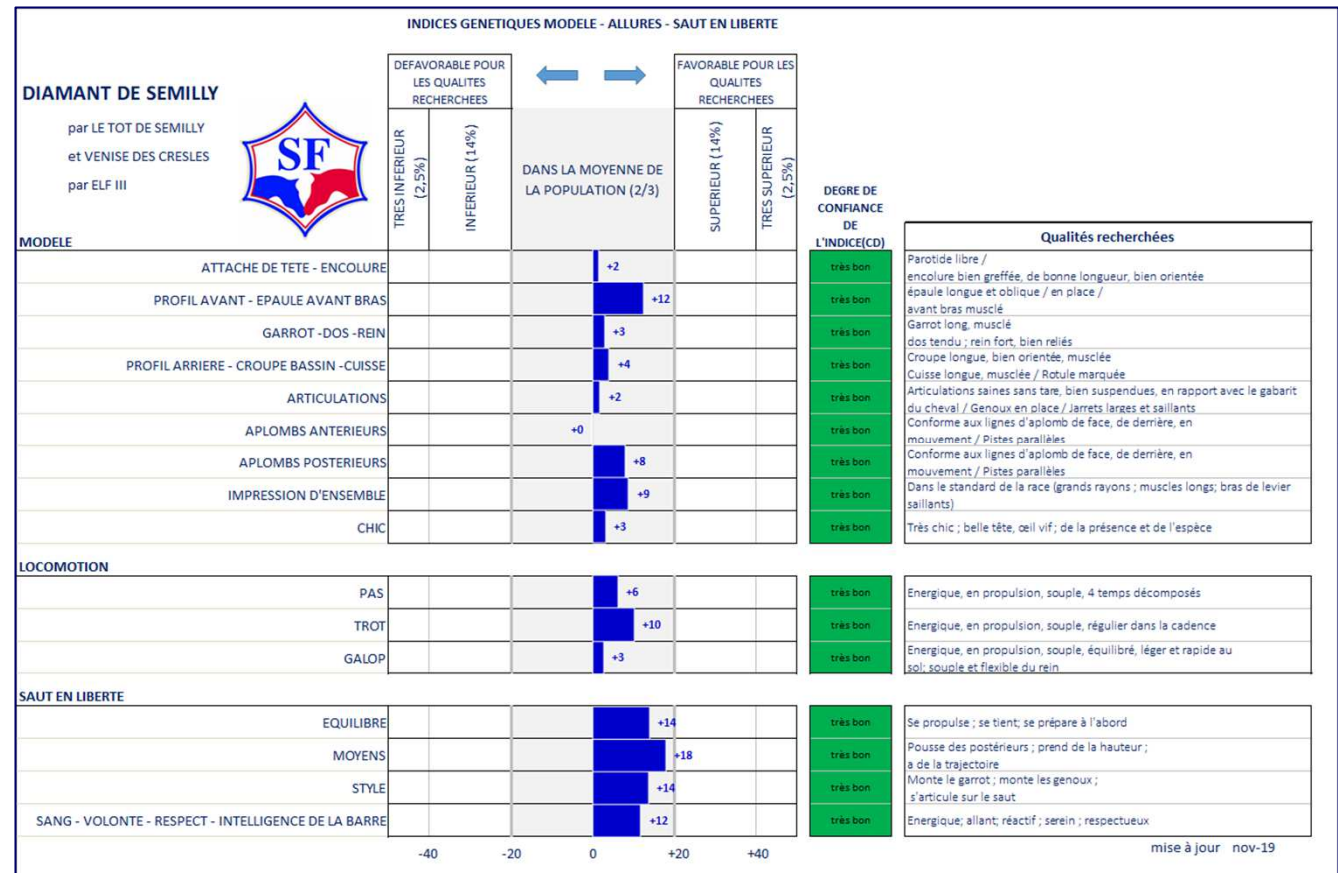 INDICES GENETIQUES MODELE - ALLURES - SAUT EN LIBERTE
DIAMANT DE SEMILLY
par LE TOT DE SEMILLY
et VENISE DES CRESLES
par ELF III
SF
DEFAVORABLE POUR
LES QUALITES
RECHERCHEES
FAVORABLE POUR LES
QUALITES
RECHERCHEES
TRES INFERIEUR
(2,5%)
INFERIEUR (14%)
DANS LA MOYENNE DE
LA POPULATION (2/3)
SUPERIEUR (14%)
TRES SUPERIEUR
(2,5%)
DEGRE DE
CONFIANCE
DE
L'INDICE(CD)
Qualités recherchées
MODELE
ATTACHE DE TETE - ENCOLURE +2 très bon Parotide libre /
encolure bien greffée, de bonne longueur, bien orientée
PROFIL AVANT - EPAULE AVANT BRAS +12 très bon épaule longue et oblique / en place /
avant bras musclé
GARROT -DOS -REIN +3 très bon Garrot long, musclé
dos tendu ; rein fort, bien reliés
PROFIL ARRIERE - CROUPE BASSIN -CUISSE +4 très bon Croupe longue, bien orientée, musclée
Cuisse longue, musclée / Rotule marquée
ARTICULATIONS +2 très bon Articulations saines sans tare, bien suspendues, en rapport avec le gabarit
du cheval / Genoux en place / Jarrets larges et saillants
APLOMBS ANTERIEURS +0 très bon Conforme aux lignes d'aplomb de face, de derrière, en
mouvement / Pistes parallèles
APLOMBS POSTERIEURS +8 très bon Conforme aux lignes d'aplomb de face, de derrière, en
mouvement / Pistes parallèles
IMPRESSION D'ENSEMBLE +9 très bon Dans le standard de la race (grands rayons ; muscles longs; bras de levier
saillants)
CHIC +3 très bon Très chic ; belle tête, œil vif ; de la présence et de l'espèce
LOCOMOTION
PAS +6 très bon Energique, en propulsion, souple, 4 temps décomposés
TROT +10 très bon Energique, en propulsion, souple, régulier dans la cadence
GALOP +3 très bon Energique, en propulsion, souple, équilibré, léger et rapide au
sol; souple et flexible du rein
SAUT EN LIBERTE
EQUILIBRE +14 très bon Se propulse ; se tient; se prépare à l'abord
MOYENS +18 très bon Pousse des postérieurs ; prend de la hauteur ;
a de la trajectoire
STYLE +14 très bon Monte le garrot ; monte les genoux ;
s'articule sur le saut
SANG - VOLONTE - RESPECT - INTELLIGENCE DE LA BARRE +12 très bon Energique; allant; réactif ; serein ; respectueux
-40 -20 0 +20 +40
mise à jour nov-19